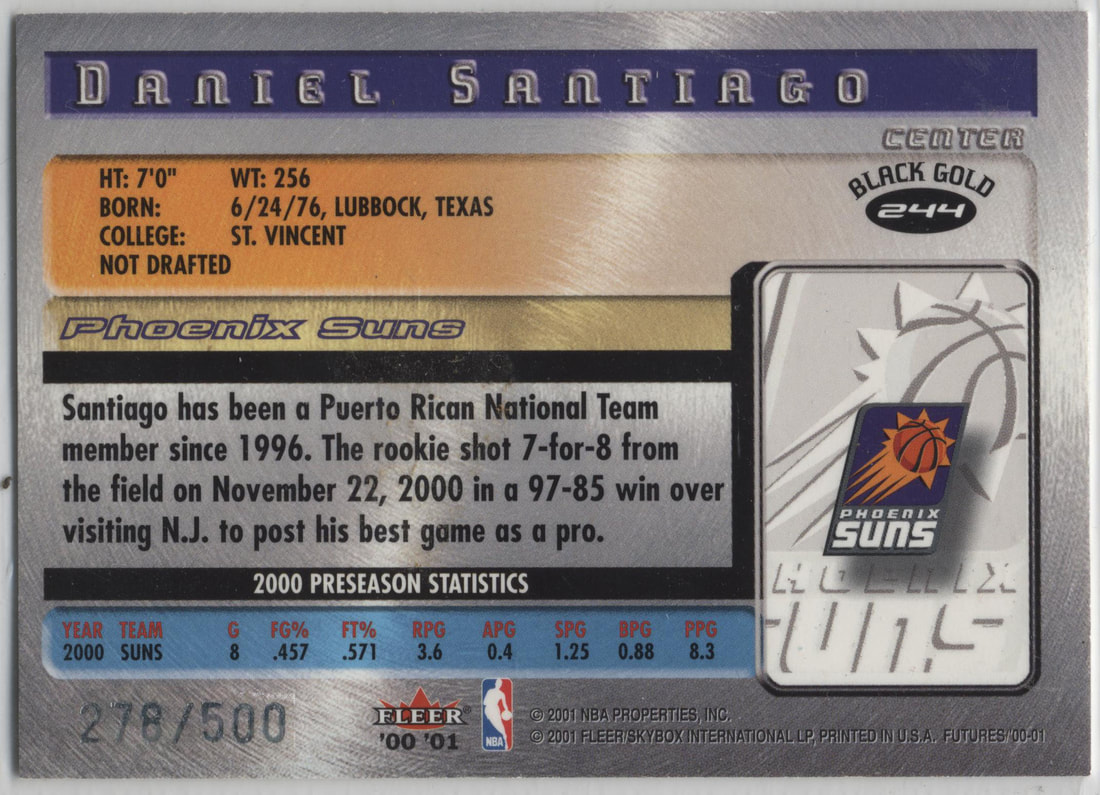 DANIEL SANTIAGO
CENTER
HT: 7'0" WT: 256
BORN: 6/24/76, LUBBOCK, TEXAS
COLLEGE: ST. VINCENT
NOT DRAFTED
BLACK GOLD
244
Phoenix Suns
Santiago has been a Puerto Rican National Team
member since 1996. The rookie shot 7-for-8 from
the field on November 22, 2000 in a 97-85 win over
visiting N.J. to post his best game as a pro.
PHOENIX
SUNS
HOENIX
SUNS
2000 PRESEASON STATISTICS
YEAR TEAM G FG% FT% RPG APG SPG BPG PPG
2000 SUNS 8 .457 .571 3.6 0.4 1.25 0.88 8.3
278/500
FLEER®
'00 '01
NBA
© 2001 NBA PROPERTIES, INC.
© 2001 FLEER/SKYBOX INTERNATIONAL LP, PRINTED IN U.S.A. FUTURES/'00-01